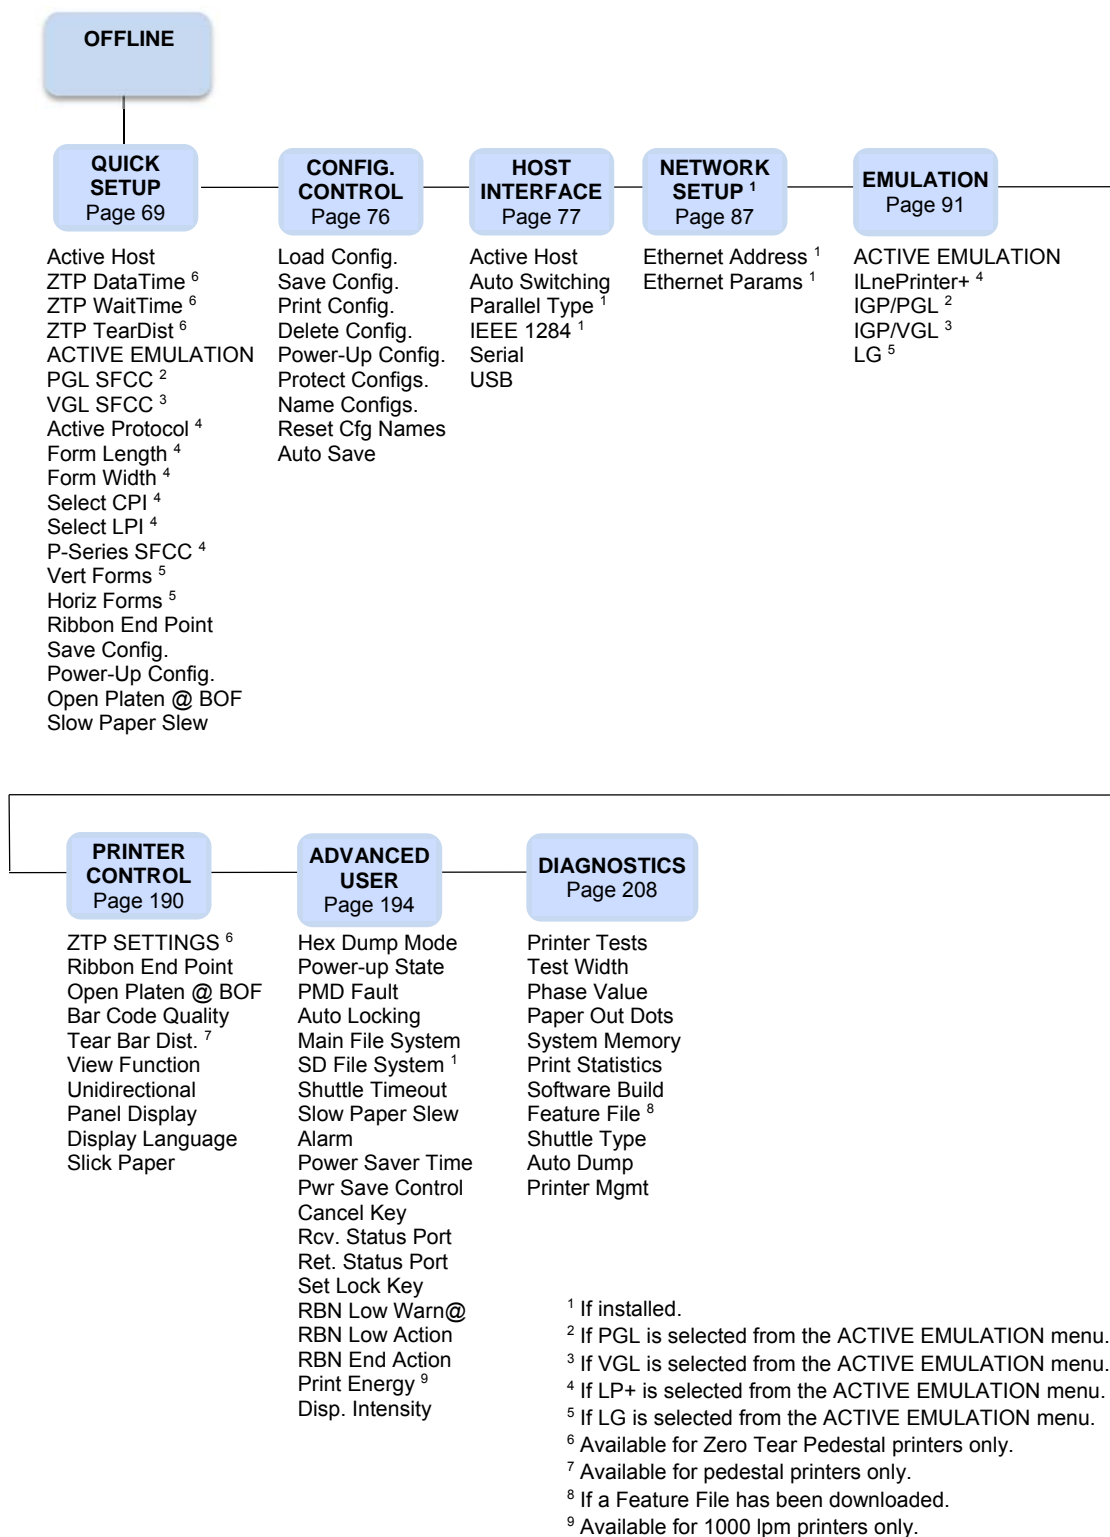 OFFLINE
QUICK
SETUP
Page 69
Active Host
ZTP DataTime ⁶
ZTP WaitTime ⁶
ZTP TearDist ⁶
ACTIVE EMULATION
PGL SFCC ²
VGL SFCC ³
Active Protocol ⁴
Form Length ⁴
Form Width ⁴
Select CPI ⁴
Select LPI ⁴
P-Series SFCC ⁴
Vert Forms ⁵
Horiz Forms ⁵
Ribbon End Point
Save Config.
Power-Up Config.
Open Platen @ BOF
Slow Paper Slew
CONFIG.
CONTROL
Page 76
Load Config.
Save Config.
Print Config.
Delete Config.
Power-Up Config.
Protect Configs.
Name Configs.
Reset Cfg Names
Auto Save
HOST
INTERFACE
Page 77
Active Host
Auto Switching
Parallel Type ¹
IEEE 1284 ¹
Serial
USB
NETWORK
SETUP ¹
Page 87
Ethernet Address ¹
Ethernet Params ¹
EMULATION
Page 91
ACTIVE EMULATION
ILnePrinter+ ⁴
IGP/PGL ²
IGP/VGL ³
LG ⁵
PRINTER
CONTROL
Page 190
ZTP SETTINGS ⁶
Ribbon End Point
Open Platen @ BOF
Bar Code Quality
Tear Bar Dist. ⁷
View Function
Unidirectional
Panel Display
Display Language
Slick Paper
ADVANCED
USER
Page 194
Hex Dump Mode
Power-up State
PMD Fault
Auto Locking
Main File System
SD File System ¹
Shuttle Timeout
Slow Paper Slew
Alarm
Power Saver Time
Pwr Save Control
Cancel Key
Rcv. Status Port
Ret. Status Port
Set Lock Key
RBN Low Warn@
RBN Low Action
RBN End Action
Print Energy ⁹
Disp. Intensity
DIAGNOSTICS
Page 208
Printer Tests
Test Width
Phase Value
Paper Out Dots
System Memory
Print Statistics
Software Build
Feature File ⁸
Shuttle Type
Auto Dump
Printer Mgmt
¹ If installed.
² If PGL is selected from the ACTIVE EMULATION menu.
³ If VGL is selected from the ACTIVE EMULATION menu.
⁴ If LP+ is selected from the ACTIVE EMULATION menu.
⁵ If LG is selected from the ACTIVE EMULATION menu.
⁶ Available for Zero Tear Pedestal printers only.
⁷ Available for pedestal printers only.
⁸ If a Feature File has been downloaded.
⁹ Available for 1000 lpm printers only.